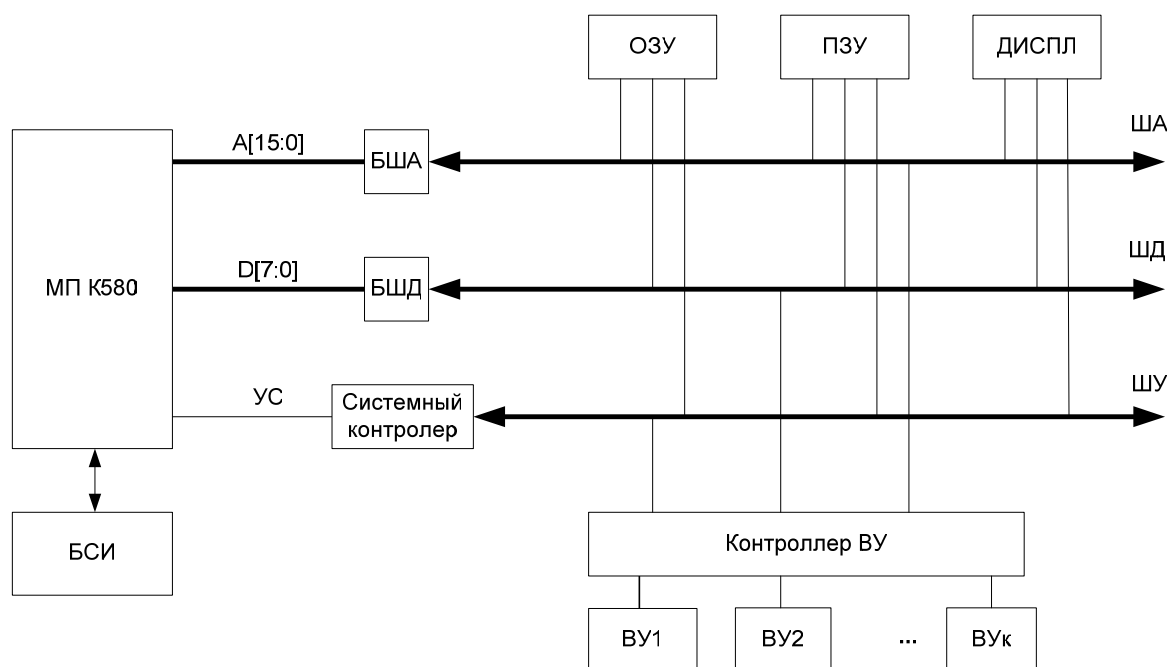 ОЗУ
ПЗУ
ДИСПЛ
A[15:0]
БША
ША
МП К580
D[7:0]
БШД
ШД
УС
Системный
контролер
ШУ
БСИ
Контроллер ВУ
ВУ1
ВУ2
...
ВУк